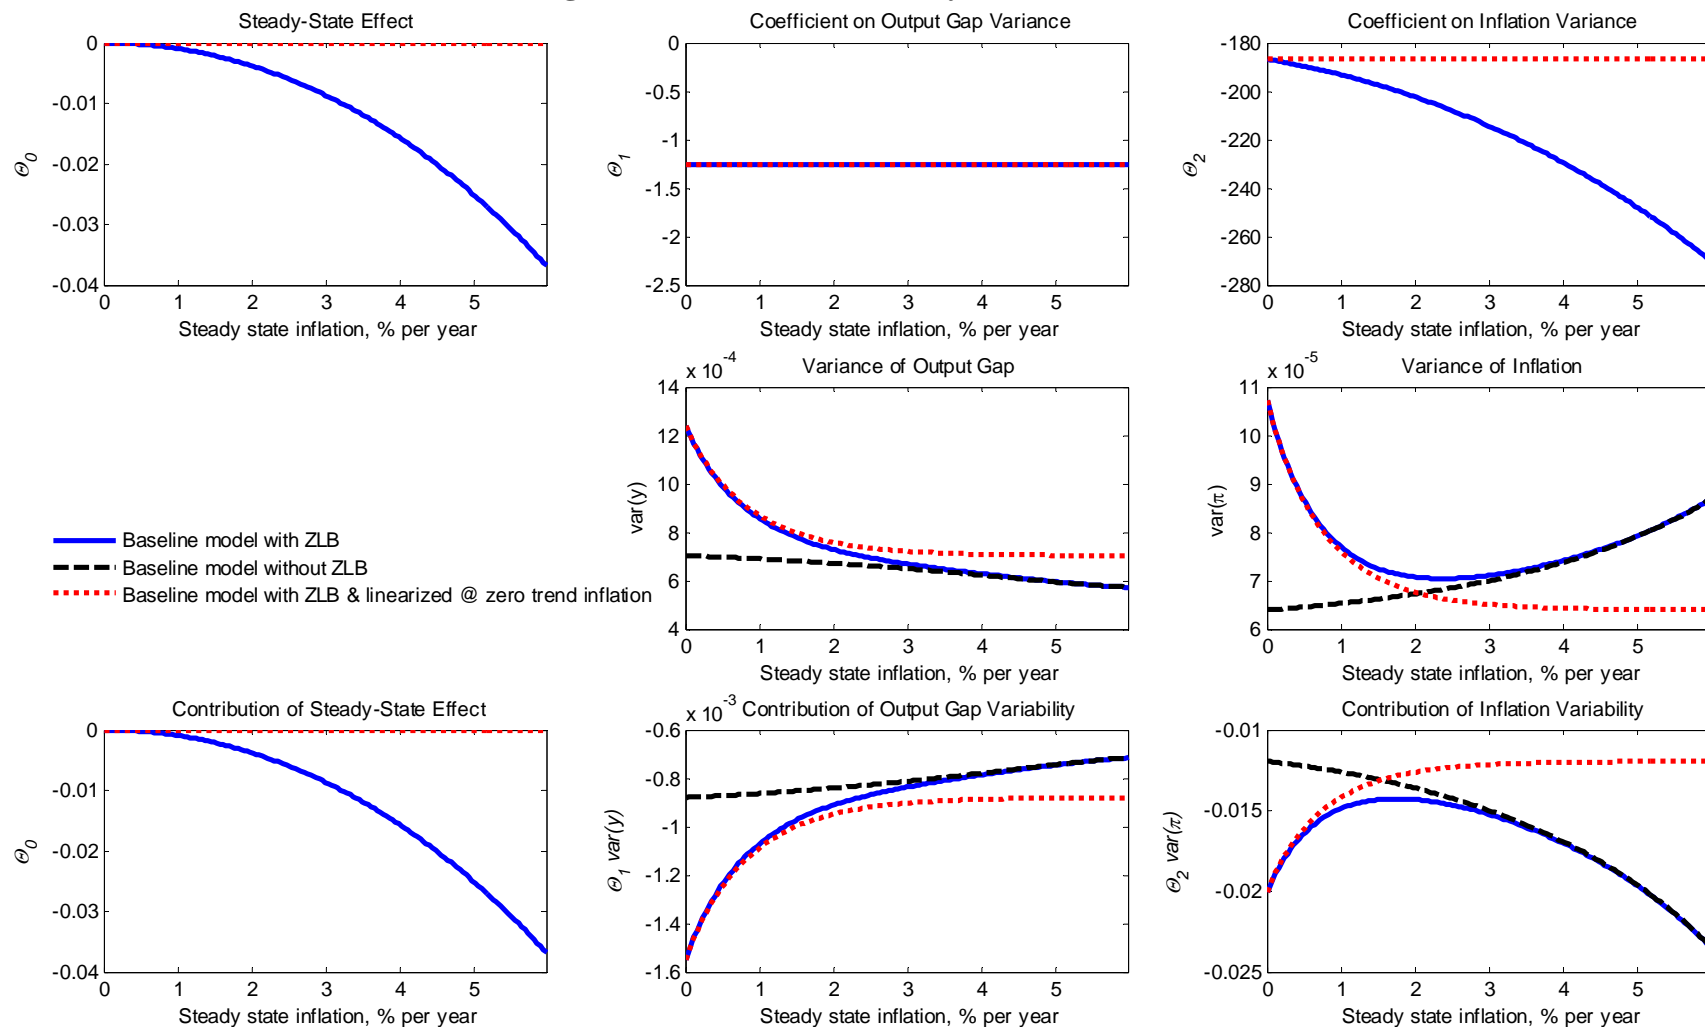 Steady-State Effect
0
-0.01
-0.02
-0.03
-0.04
Θ0
0 1 2 3 4 5
Steady state inflation, % per year
Coefficient on Output Gap Variance
0
-0.5
-1
-1.5
-2
-2.5
Θ1
0 1 2 3 4 5
Steady state inflation, % per year
Coefficient on Inflation Variance
-180
-200
-220
-240
-260
-280
Θ2
0 1 2 3 4 5
Steady state inflation, % per year
Baseline model with ZLB
Baseline model without ZLB
Baseline model with ZLB & linearized @ zero trend inflation
x 10^-4
Variance of Output Gap
14
12
10
8
6
4
var(y)
0 1 2 3 4 5
Steady state inflation, % per year
x 10^-5
Variance of Inflation
11
10
9
8
7
6
var(π)
0 1 2 3 4 5
Steady state inflation, % per year
Contribution of Steady-State Effect
0
-0.01
-0.02
-0.03
-0.04
Θ0
0 1 2 3 4 5
Steady state inflation, % per year
x 10^-3
Contribution of Output Gap Variability
-0.6
-0.8
-1
-1.2
-1.4
-1.6
Θ1 var(y)
0 1 2 3 4 5
Steady state inflation, % per year
Contribution of Inflation Variability
-0.01
-0.015
-0.02
-0.025
Θ2 var(π)
0 1 2 3 4 5
Steady state inflation, % per year